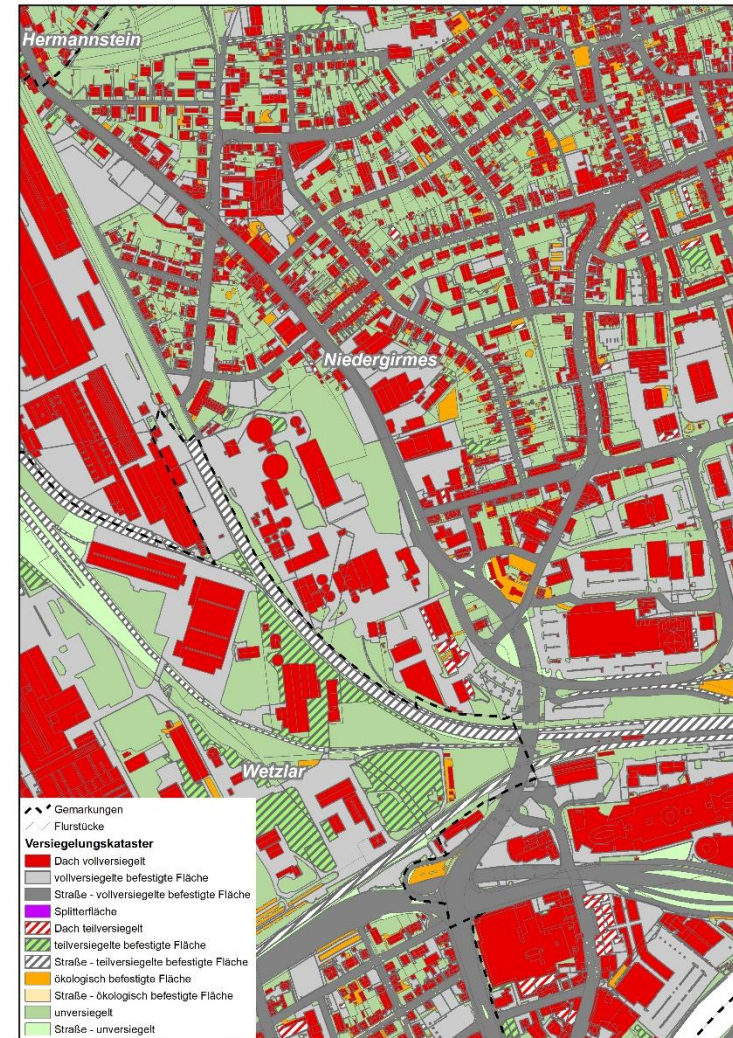 Hermannstein
Niedergirmes
Wetzlar
Gemarkungen
Flurstücke
Versiegelungskataster
Dach vollversiegelt
vollversiegelte befestigte Fläche
Straße - vollversiegelte befestigte Fläche
Splitterfläche
Dach teilversiegelt
teilversiegelte befestigte Fläche
Straße - teilversiegelte befestigte Fläche
ökologisch befestigte Fläche
Straße - ökologisch befestigte Fläche
unversiegelt
Straße - unversiegelt